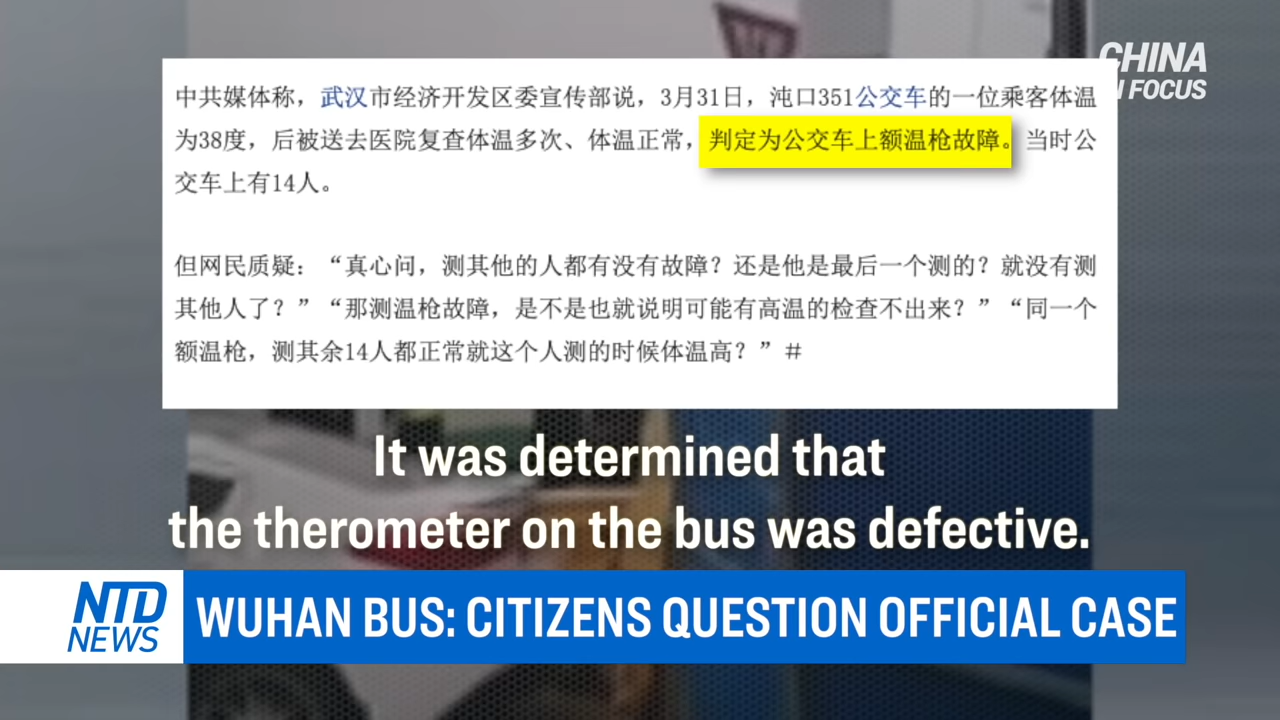 CHINA
IN FOCUS
中共媒体称，武汉市经济开发区委宣传部说，3月31日，沌口351公交车的一位乘客体温
为38度，后被送去医院复查体温多次、体温正常，判定为公交车上额温枪故障。当时公
交车上有14人。
但网民质疑：“真心问，测其他的人都有没有故障？还是他是最后一个测的？就没有测
其他人了？”“那测温枪故障，是不是也就说明可能有高温的检查不出来？”“同一个
额温枪，测其余14人都正常就这个人测的时候体温高？”＃
It was determined that
the therometer on the bus was defective.
NTD
NEWS
WUHAN BUS: CITIZENS QUESTION OFFICIAL CASE